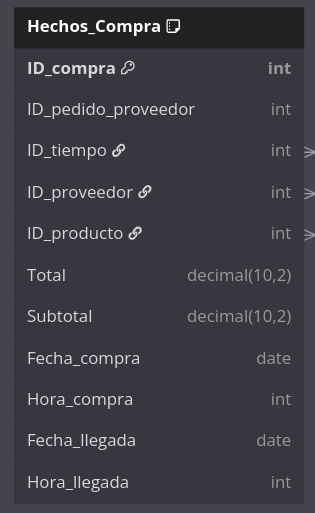 Hechos_Compra
ID_compra int
ID_pedido_proveedor int
ID_tiempo int
ID_proveedor int
ID_producto int
Total decimal(10,2)
Subtotal decimal(10,2)
Fecha_compra date
Hora_compra int
Fecha_llegada date
Hora_llegada int